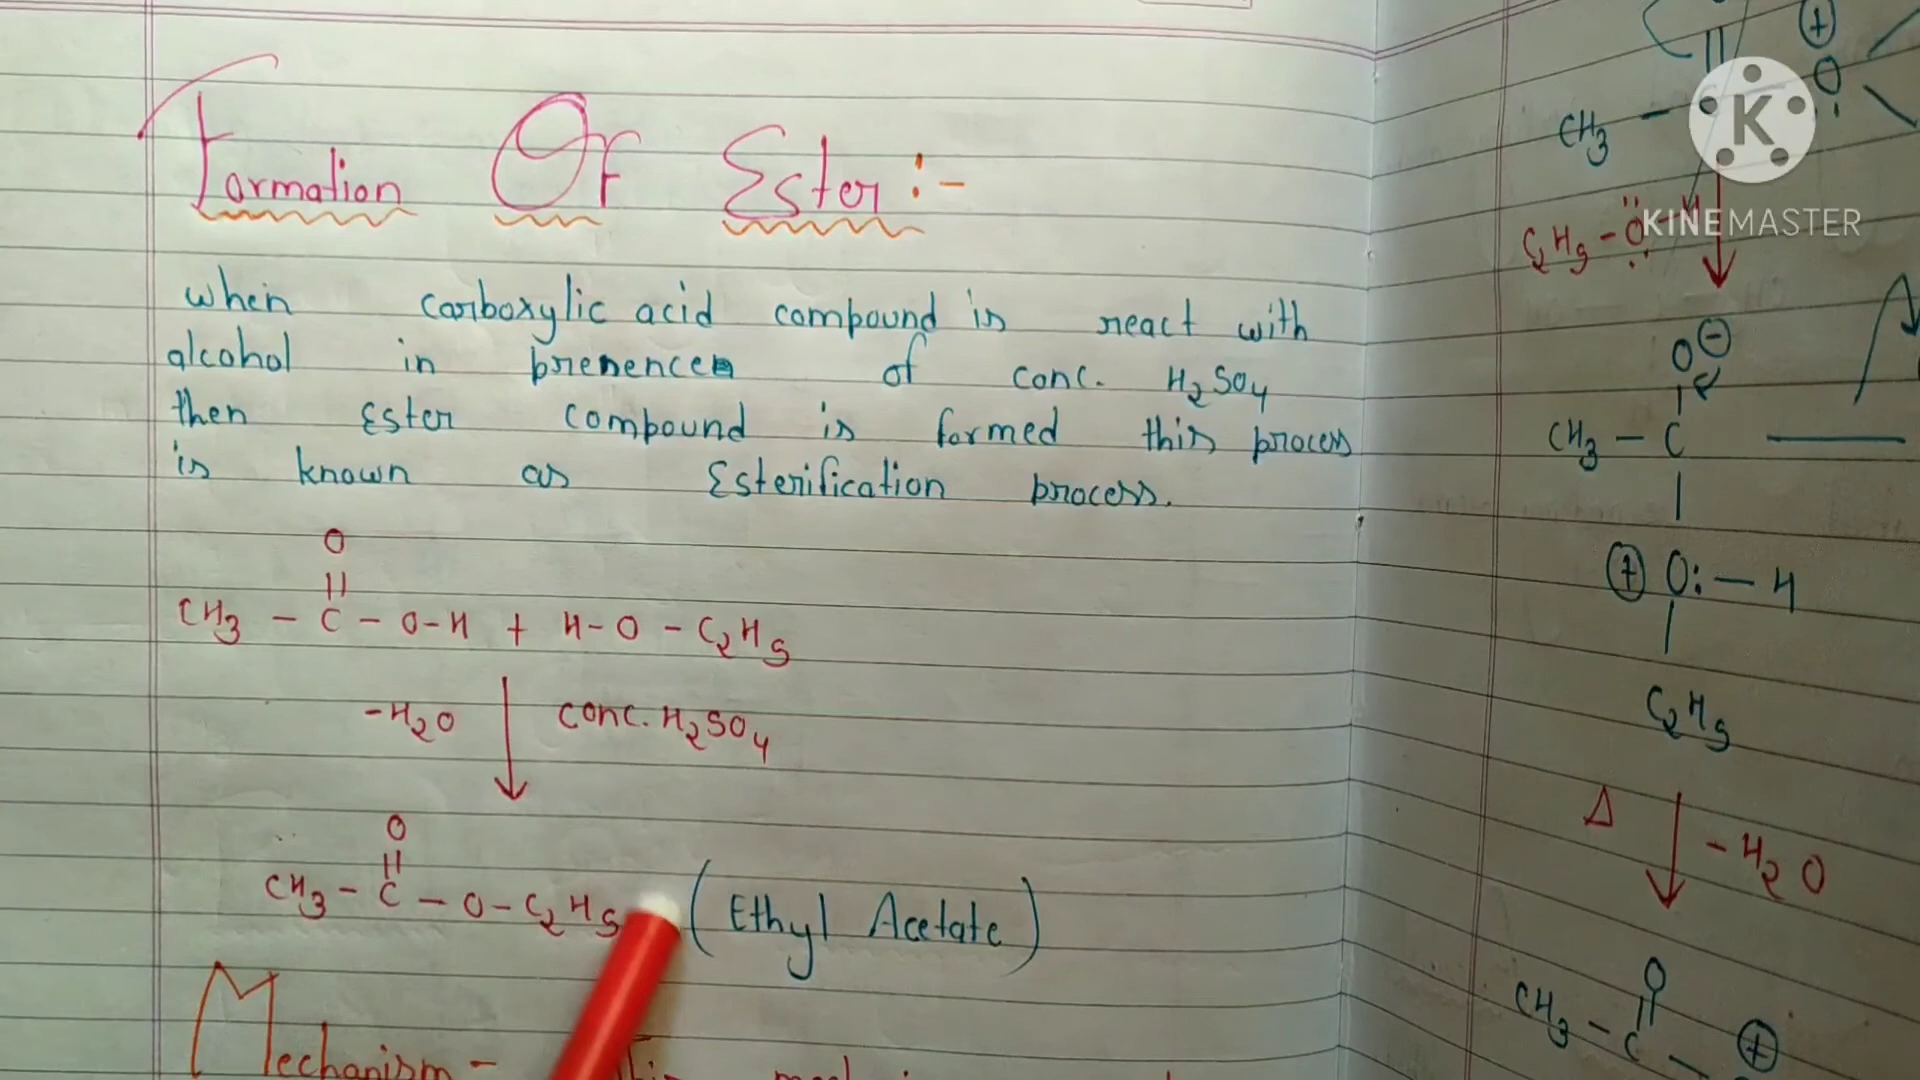 Formation Of Ester :-
when carboxylic acid compound is react with
alcohol in presence of conc. H2SO4
then Ester compound is formed this process
is known as Esterification process.
O
||
CH3 - C - O-H + H-O - C2H5
-H2O conc. H2SO4
O
||
CH3 - C - O - C2H5 (Ethyl Acetate)
Mechanism -
||
⊕
O
CH3 -
C2H5 - O
K
KINEMASTER
O⊖
|
CH3 - C
|
⊕ O: - H
|
C2H5
Δ -H2O
O
||
CH3 - C
⊕